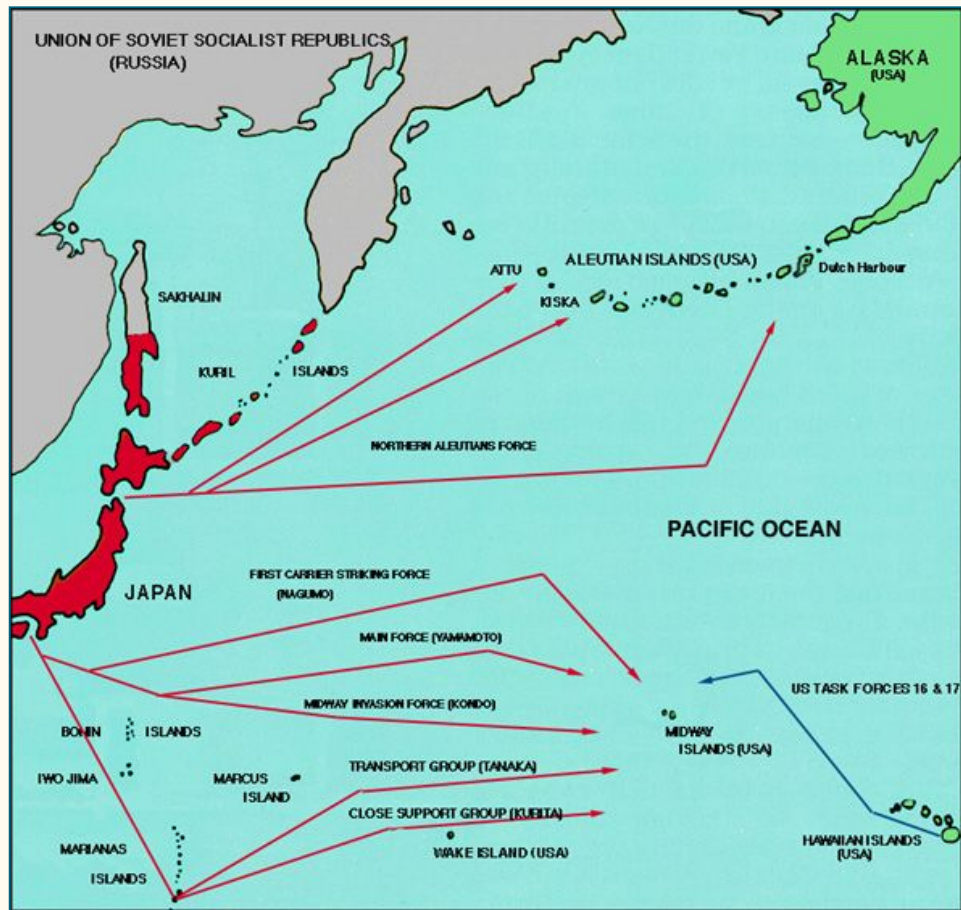 UNION OF SOVIET SOCIALIST REPUBLICS
(RUSSIA)
ALASKA
(USA)
ATTU
ALEUTIAN ISLANDS (USA)
Dutch Harbour
KISKA
SAKHALIN
KURIL
ISLANDS
NORTHERN ALEUTIANS FORCE
PACIFIC OCEAN
JAPAN
FIRST CARRIER STRIKING FORCE
(NAGUMO)
MAIN FORCE (YAMAMOTO)
US TASK FORCES 16 & 17
MIDWAY INVASION FORCE (KONDO)
BONIN
ISLANDS
MIDWAY
ISLANDS (USA)
TRANSPORT GROUP (TANAKA)
IWO JIMA
MARCUS
ISLAND
CLOSE SUPPORT GROUP (KURITA)
WAKE ISLAND (USA)
HAWAIIAN ISLANDS
(USA)
MARIANAS
ISLANDS